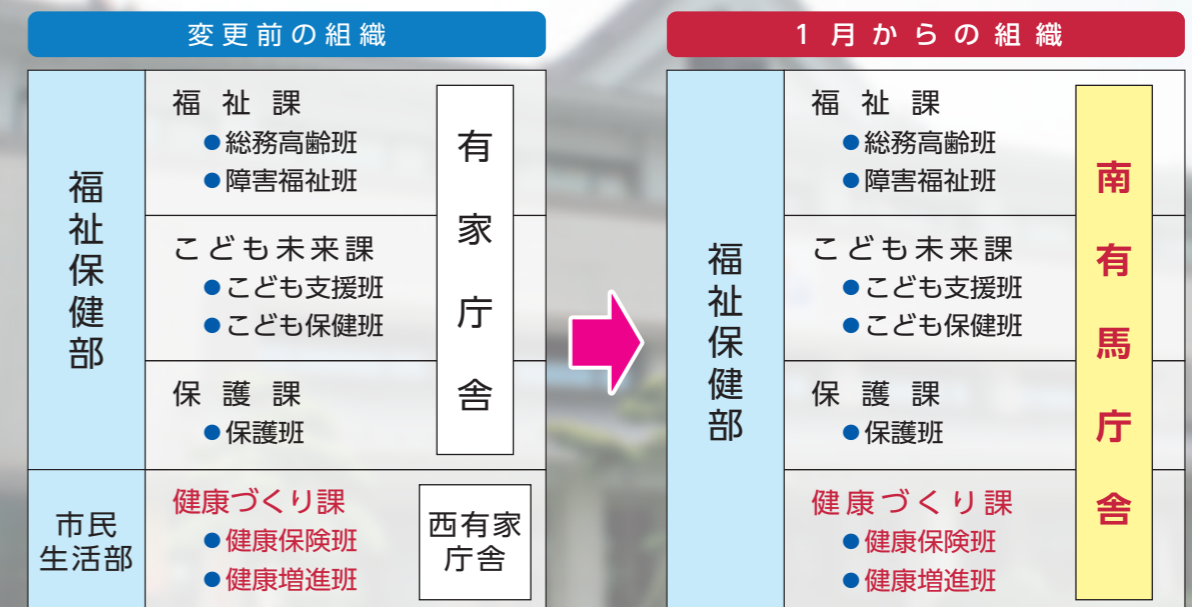 変更前の組織
福祉保健部
福祉課
●総務高齢班
●障害福祉班
こども未来課
●こども支援班
●こども保健班
保護課
●保護班
有家庁舎
市民
生活部
健康づくり課
●健康保険班
●健康増進班
西有家
庁舎
1月からの組織
福祉保健部
福祉課
●総務高齢班
●障害福祉班
こども未来課
●こども支援班
●こども保健班
保護課
●保護班
健康づくり課
●健康保険班
●健康増進班
南有馬庁舎